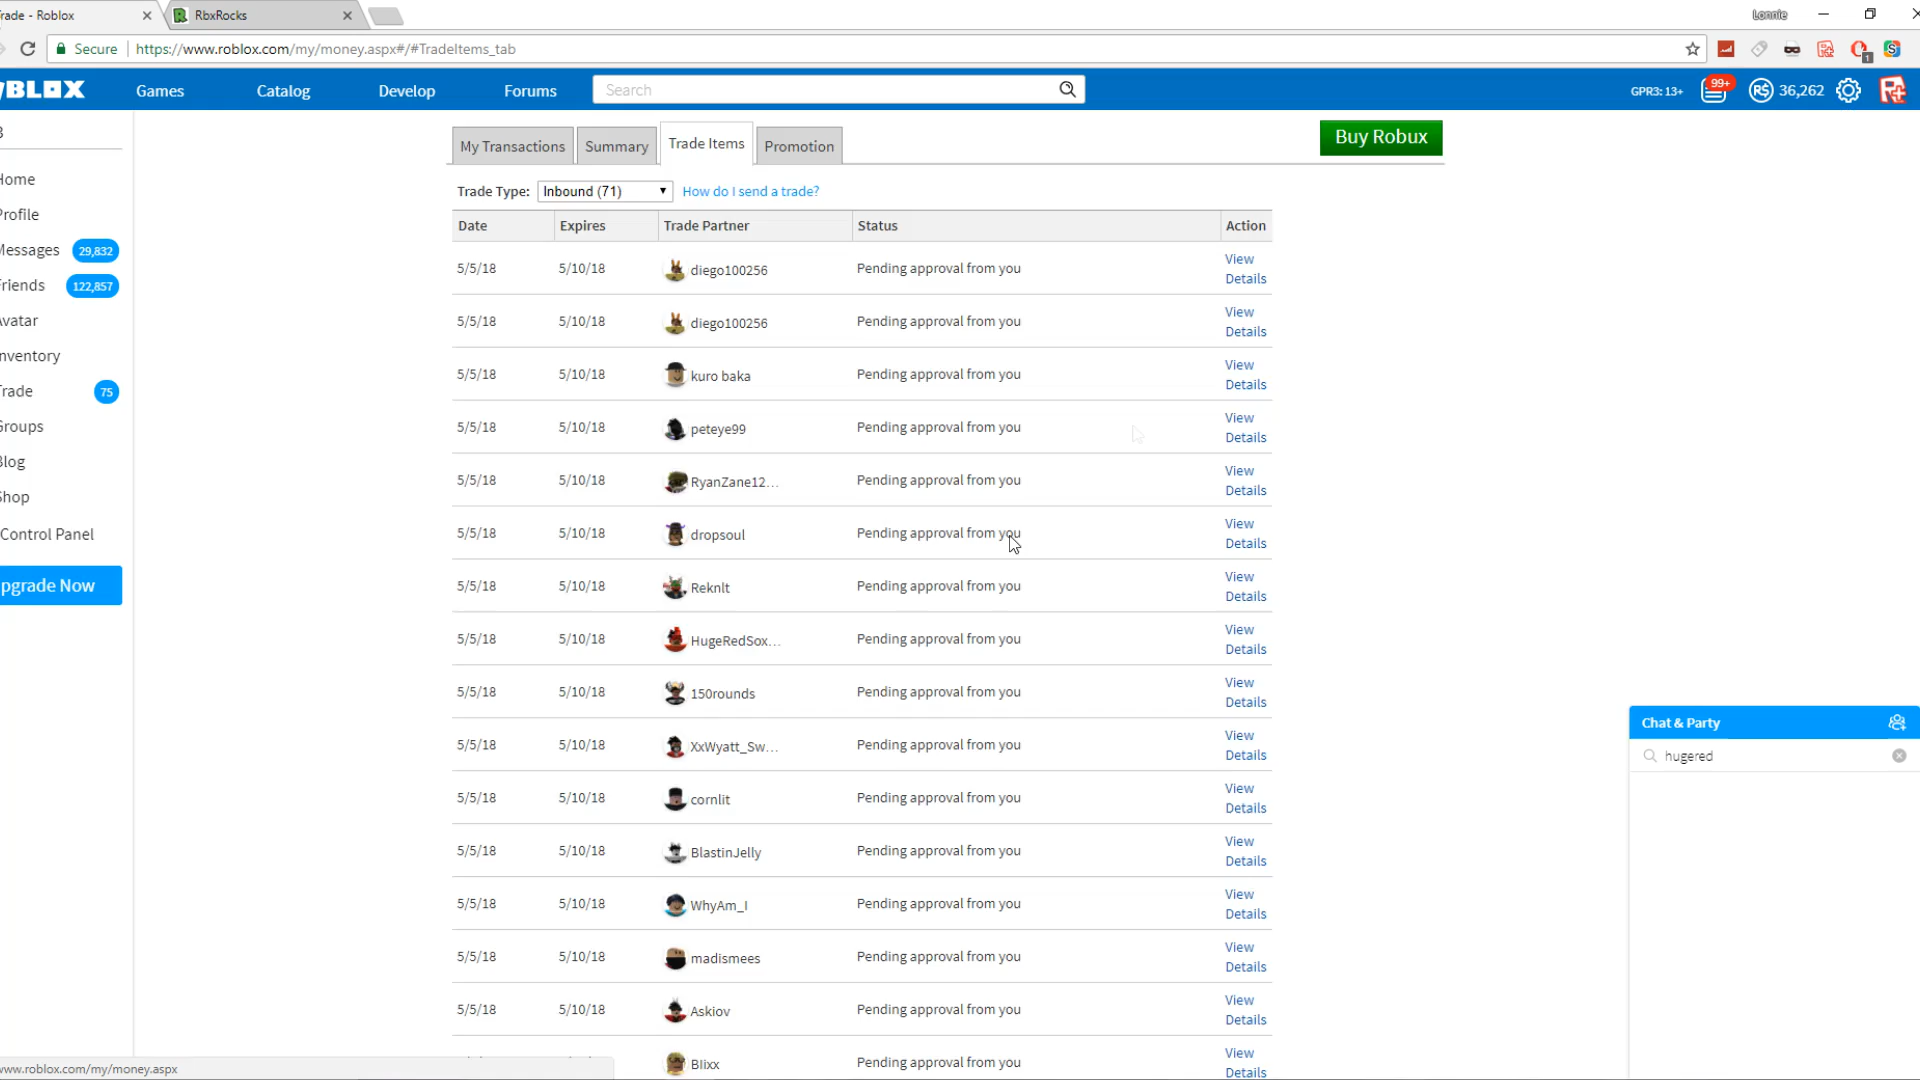 rade - Roblox
RbxRocks
Lonnie
Secure
https://www.roblox.com/my/money.aspx#/#TradeItems_tab
1
BLOX
Games
Catalog
Develop
Forums
Search
GPR3: 13+
99+
R$ 36,262
3
ome
rofile
essages 29,832
riends 122,857
vatar
nventory
rade 75
roups
log
hop
Control Panel
pgrade Now
My Transactions
Summary
Trade Items
Promotion
Buy Robux
Trade Type: Inbound (71) How do I send a trade?
Date Expires Trade Partner Status Action
5/5/18 5/10/18 diego100256 Pending approval from you View Details
5/5/18 5/10/18 diego100256 Pending approval from you View Details
5/5/18 5/10/18 kuro baka Pending approval from you View Details
5/5/18 5/10/18 peteye99 Pending approval from you View Details
5/5/18 5/10/18 RyanZane12... Pending approval from you View Details
5/5/18 5/10/18 dropsoul Pending approval from you View Details
5/5/18 5/10/18 Reknlt Pending approval from you View Details
5/5/18 5/10/18 HugeRedSox... Pending approval from you View Details
5/5/18 5/10/18 150rounds Pending approval from you View Details
5/5/18 5/10/18 XxWyatt_Sw... Pending approval from you View Details
5/5/18 5/10/18 cornlit Pending approval from you View Details
5/5/18 5/10/18 BlastinJelly Pending approval from you View Details
5/5/18 5/10/18 WhyAm_I Pending approval from you View Details
5/5/18 5/10/18 madismees Pending approval from you View Details
5/5/18 5/10/18 Askiov Pending approval from you View Details
Blixx Pending approval from you View Details
Chat & Party
hugered
www.roblox.com/my/money.aspx